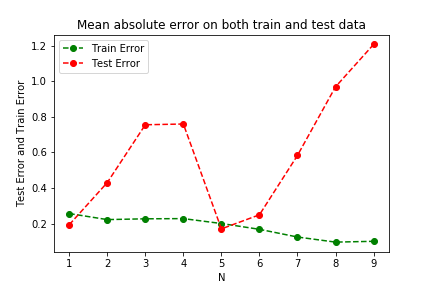 Mean absolute error on both train and test data
Train Error
Test Error
Test Error and Train Error
1.2
1.0
0.8
0.6
0.4
0.2
1 2 3 4 5 6 7 8 9
N